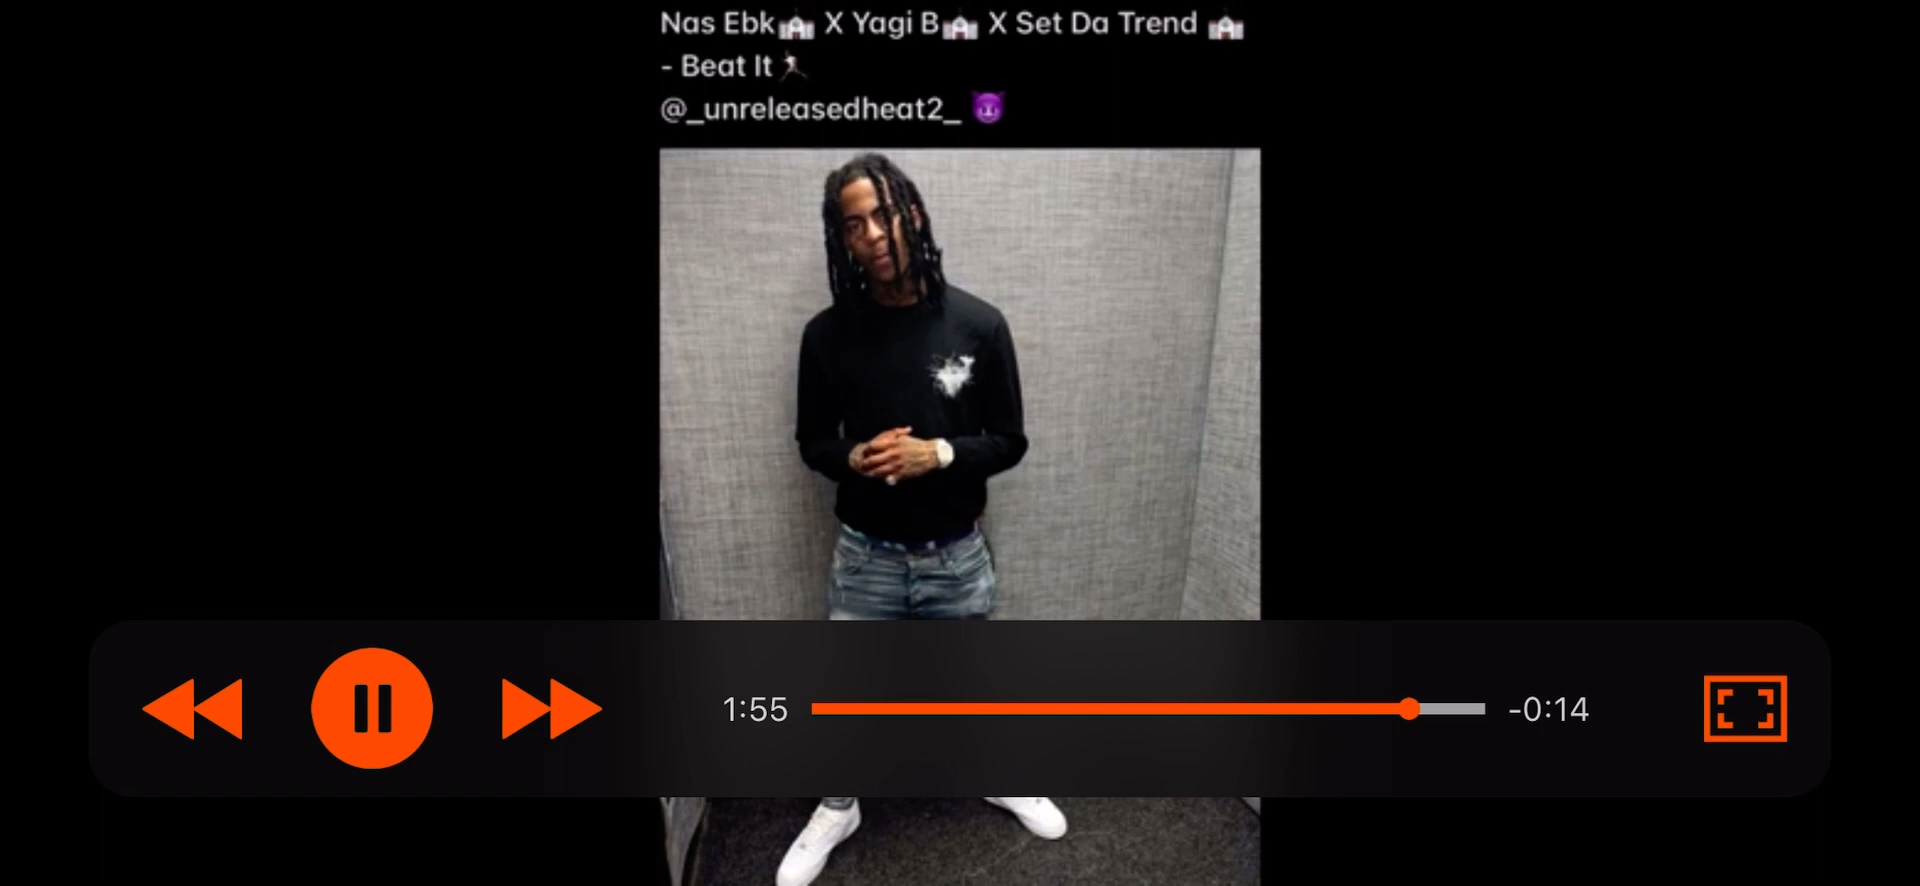 Nas Ebk⛪ X Yagi B⛪ X Set Da Trend ⛪
- Beat It
@_unreleasedheat2_ 😈
1:55
-0:14